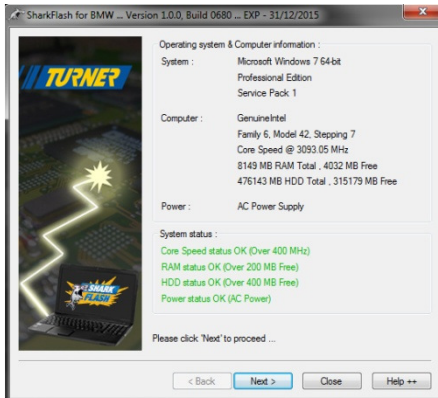 SharkFlash for BMW ... Version 1.0.0, Build 0680 ... EXP - 31/12/2015
TURNER
SHARK
FLASH
Operating system & Computer information :
System : Microsoft Windows 7 64-bit
Professional Edition
Service Pack 1
Computer : GenuineIntel
Family 6, Model 42, Stepping 7
Core Speed @ 3093.05 MHz
8149 MB RAM Total , 4032 MB Free
476143 MB HDD Total , 315179 MB Free
Power : AC Power Supply
System status :
Core Speed status OK (Over 400 MHz)
RAM status OK (Over 200 MB Free)
HDD status OK (Over 400 MB Free)
Power status OK (AC Power)
Please click 'Next' to proceed ...
< Back Next > Close Help ++